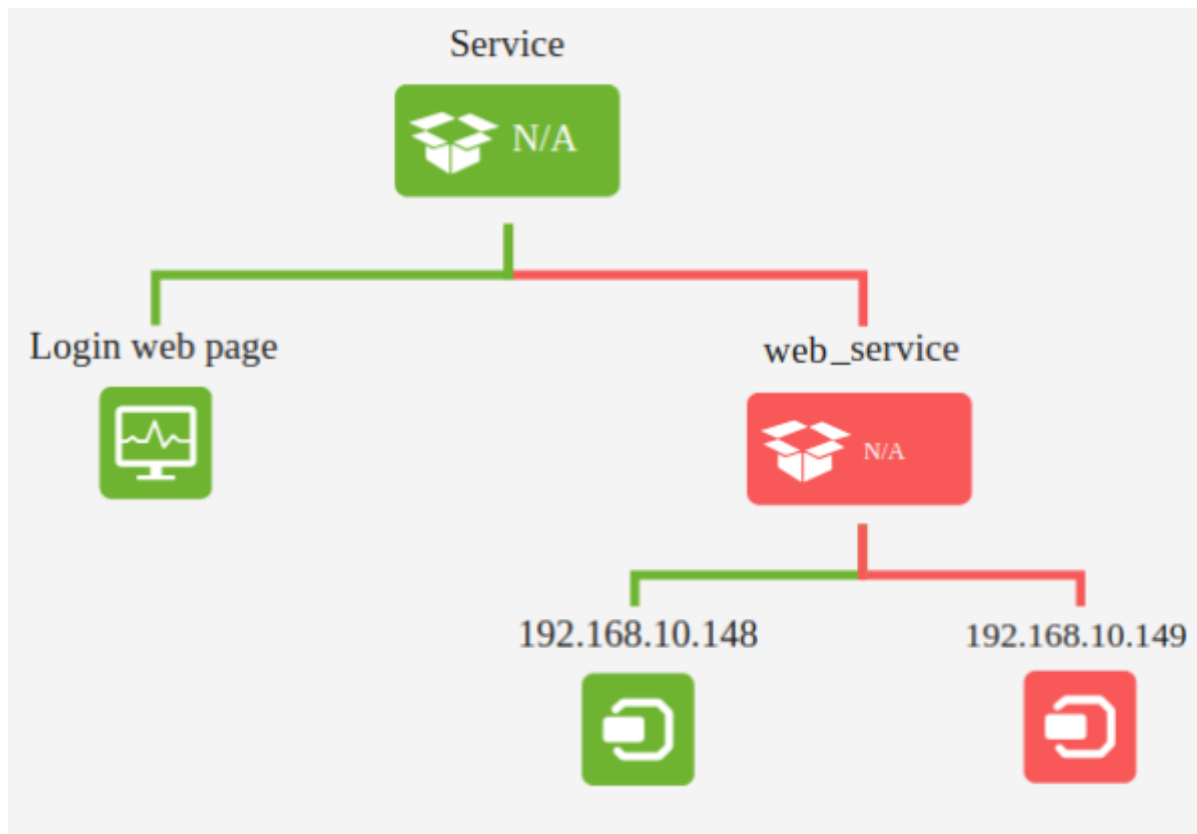 Service
N/A
Login web page
web_service
N/A
192.168.10.148
192.168.10.149